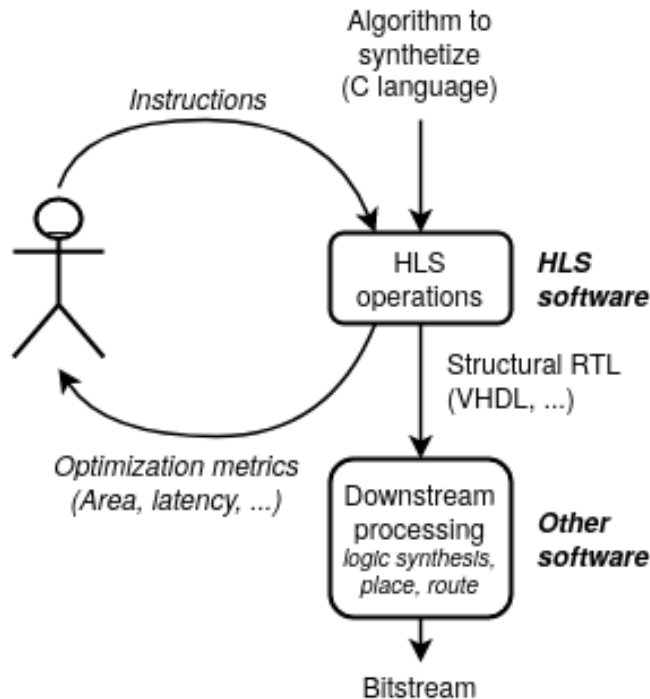 Algorithm to
synthetize
(C language)
Instructions
HLS
operations
HLS
software
Structural RTL
(VHDL, ...)
Optimization metrics
(Area, latency, ...)
Downstream
processing
logic synthesis,
place, route
Other
software
Bitstream